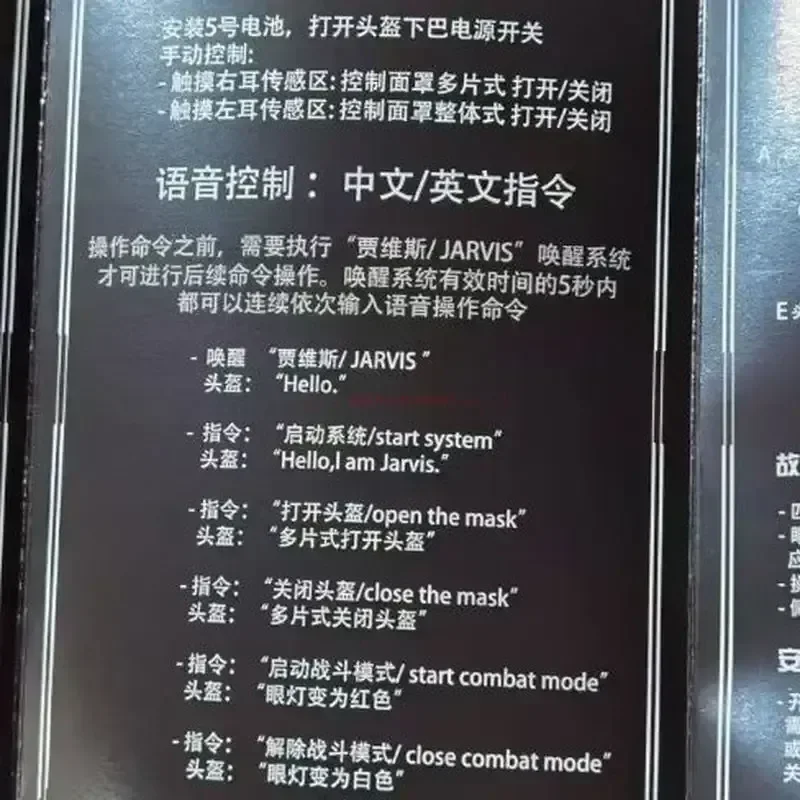 安装5号电池，打开头盔下巴电源开关
手动控制:
-触摸右耳传感区: 控制面罩多片式 打开/关闭
-触摸左耳传感区: 控制面罩整体式 打开/关闭
语音控制： 中文/英文指令
操作命令之前，需要执行“贾维斯/ JARVIS” 唤醒系统
才可进行后续命令操作。唤醒系统有效时间的5秒内
都可以连续依次输入语音操作命令
- 唤醒 “贾维斯/ JARVIS ”
头盔： “Hello.”
- 指令： “启动系统/start system”
头盔： “Hello,I am Jarvis.”
- 指令： “打开头盔/open the mask”
头盔： “多片式打开头盔”
- 指令： “关闭头盔/close the mask”
头盔： “多片式关闭头盔”
- 指令： “启动战斗模式/ start combat mode”
头盔： “眼灯变为红色”
- 指令： “解除战斗模式/ close combat mode”
头盔： “眼灯变为白色”
A
E
故
安
需
或
关